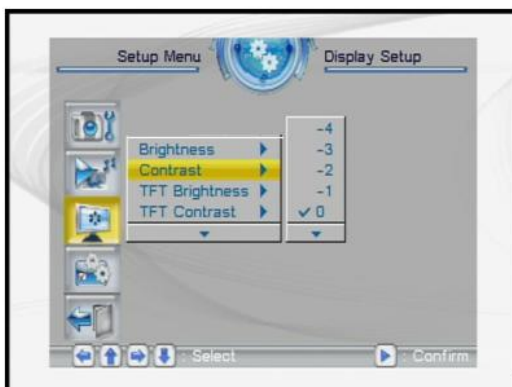 Setup Menu
Display Setup
Brightness
Contrast
TFT Brightness
TFT Contrast
-4
-3
-2
-1
✓ 0
: Select
: Confirm